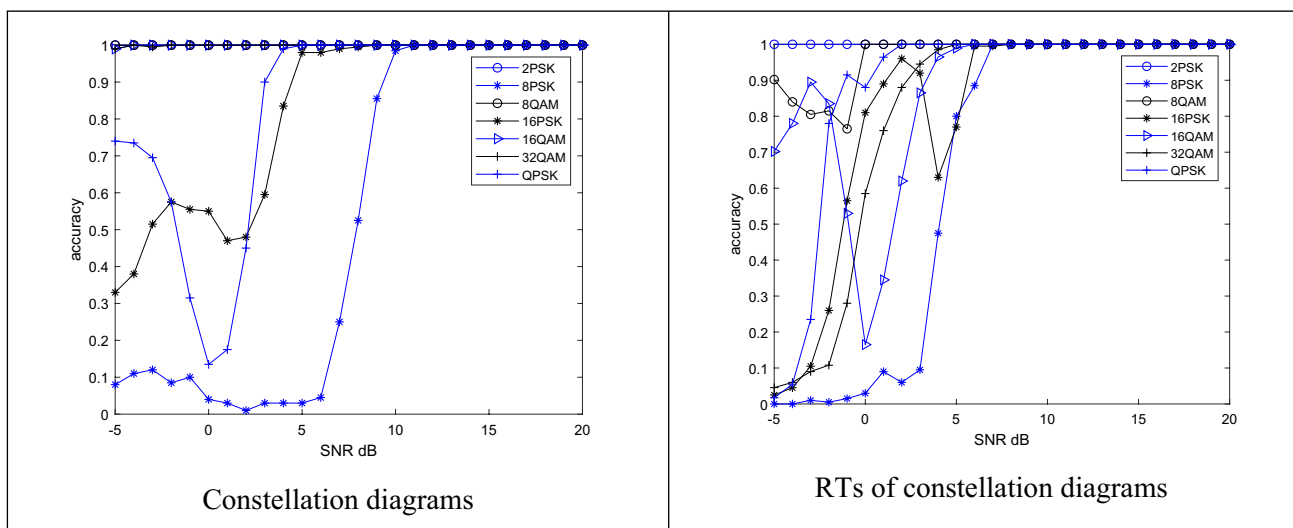 1
0.9
0.8
0.7
0.6
0.5
0.4
0.3
0.2
0.1
0
accuracy
-5
0
5
10
15
20
SNR dB
2PSK
8PSK
8QAM
16PSK
16QAM
32QAM
QPSK
Constellation diagrams
1
0.9
0.8
0.7
0.6
0.5
0.4
0.3
0.2
0.1
0
accuracy
-5
0
5
10
15
20
SNR dB
2PSK
8PSK
8QAM
16PSK
16QAM
32QAM
QPSK
RTs of constellation diagrams